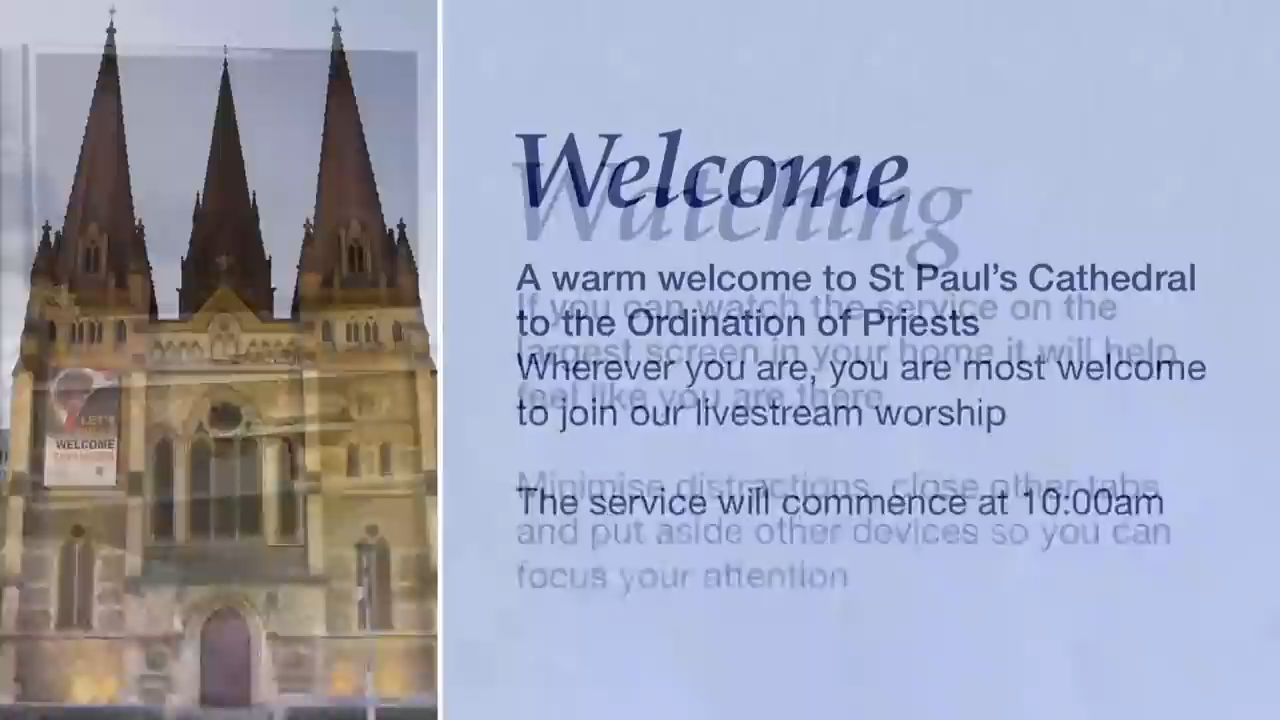 Welcome
A warm welcome to St Paul's Cathedral
to the Ordination of Priests
Wherever you are, you are most welcome
to join our livestream worship
The service will commence at 10:00am
Watching
If you can watch the service on the
largest screen in your home it will help
feel like you are there
Minimise distractions, close other tabs
and put aside other devices so you can
focus your attention
LET'S
WELCOME